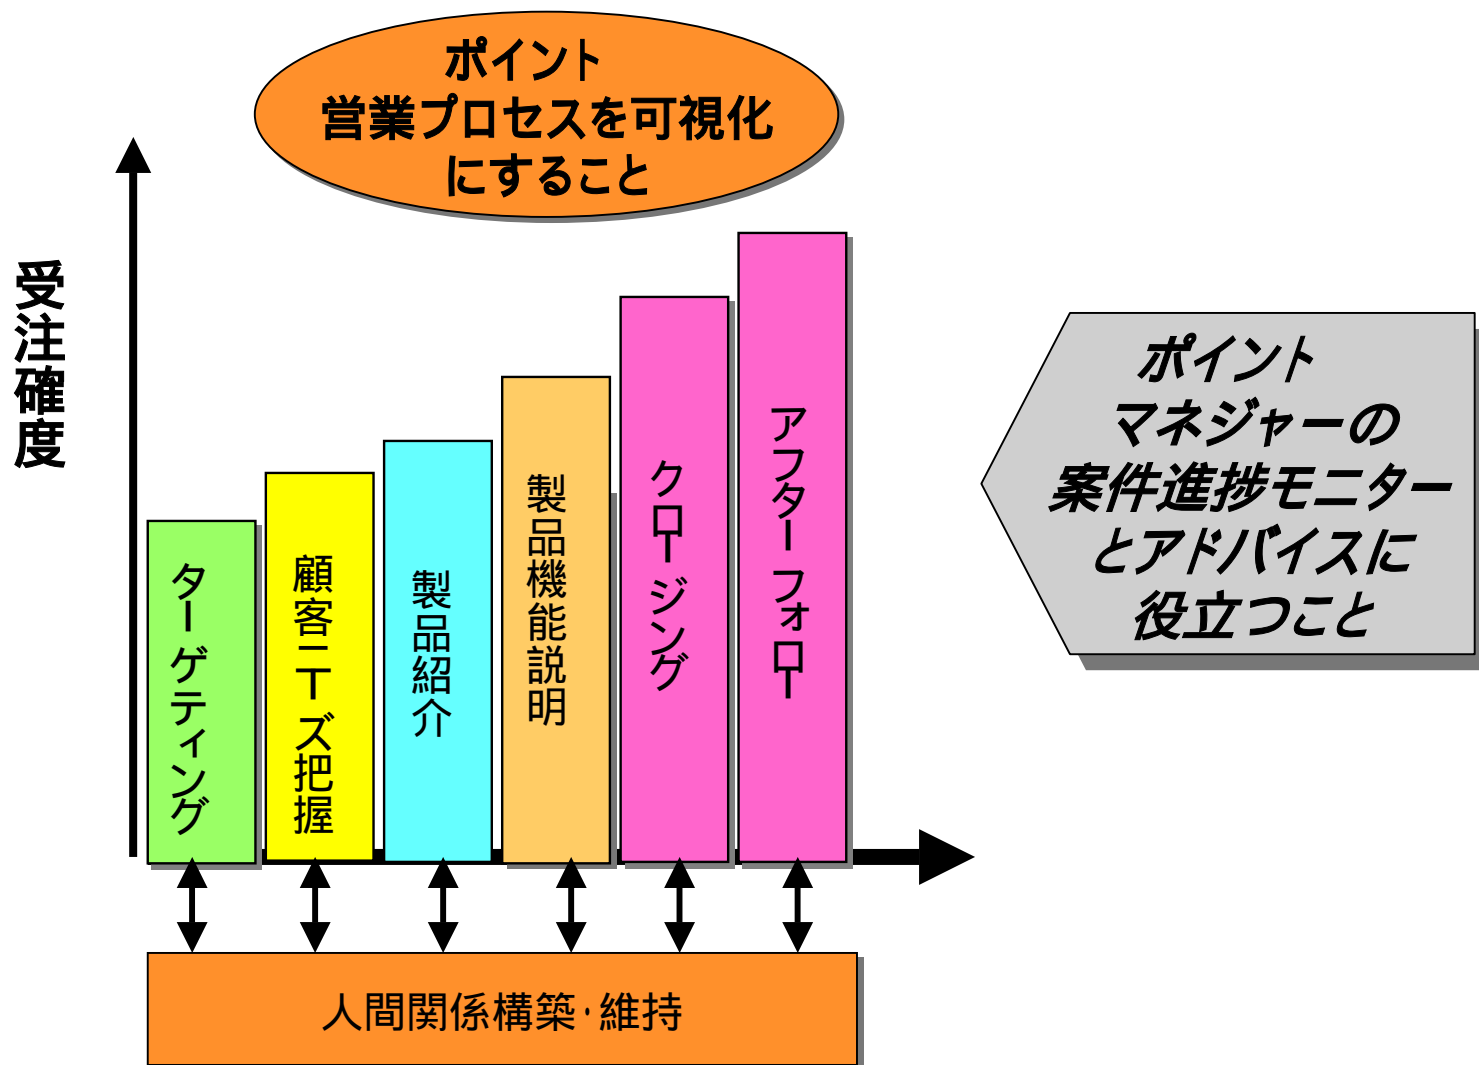 ポイント
営業プロセスを可視化
にすること
受注確度
ターゲティング
顧客ニーズ把握
製品紹介
製品機能説明
クロージング
アフターフォロー
ポイント
マネジャーの
案件進捗モニター
とアドバイスに
役立つこと
人間関係構築・維持